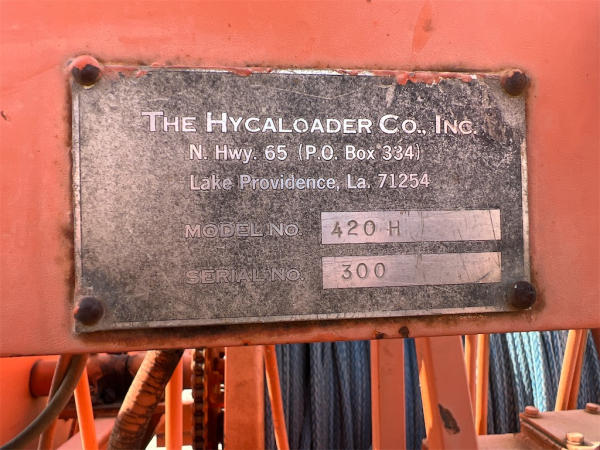 THE HYCALOADER CO., INC.
N. Hwy. 65 (P.O. Box 334)
Lake Providence, La. 71254
MODEL NO. 420 H
SERIAL NO. 300